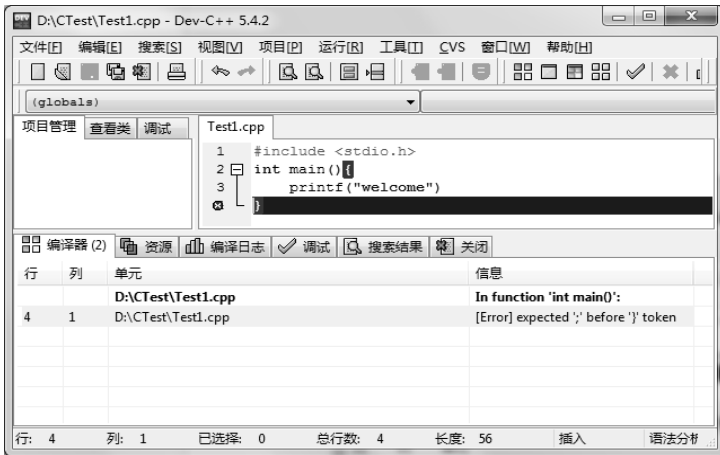 D:\CTest\Test1.cpp - Dev-C++ 5.4.2
文件[F] 编辑[E] 搜索[S] 视图[V] 项目[P] 运行[R] 工具[T] CVS 窗口[W] 帮助[H]
(globals)
项目管理 查看类 调试 Test1.cpp
1 #include <stdio.h>
2 int main(){
3 printf("welcome")
}
编译器 (2) 资源 编译日志 调试 搜索结果 关闭
行 列 单元 信息
D:\CTest\Test1.cpp In function 'int main()':
4 1 D:\CTest\Test1.cpp [Error] expected ';' before '}' token
行: 4 列: 1 已选择: 0 总行数: 4 长度: 56 插入 语法分析